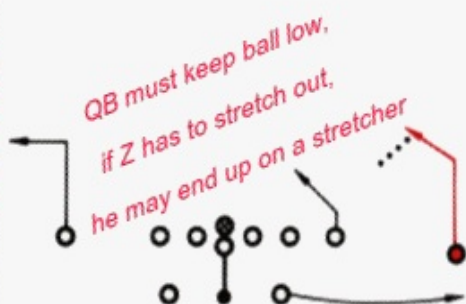 QB must keep ball low,
if Z has to stretch out,
he may end up on a stretcher